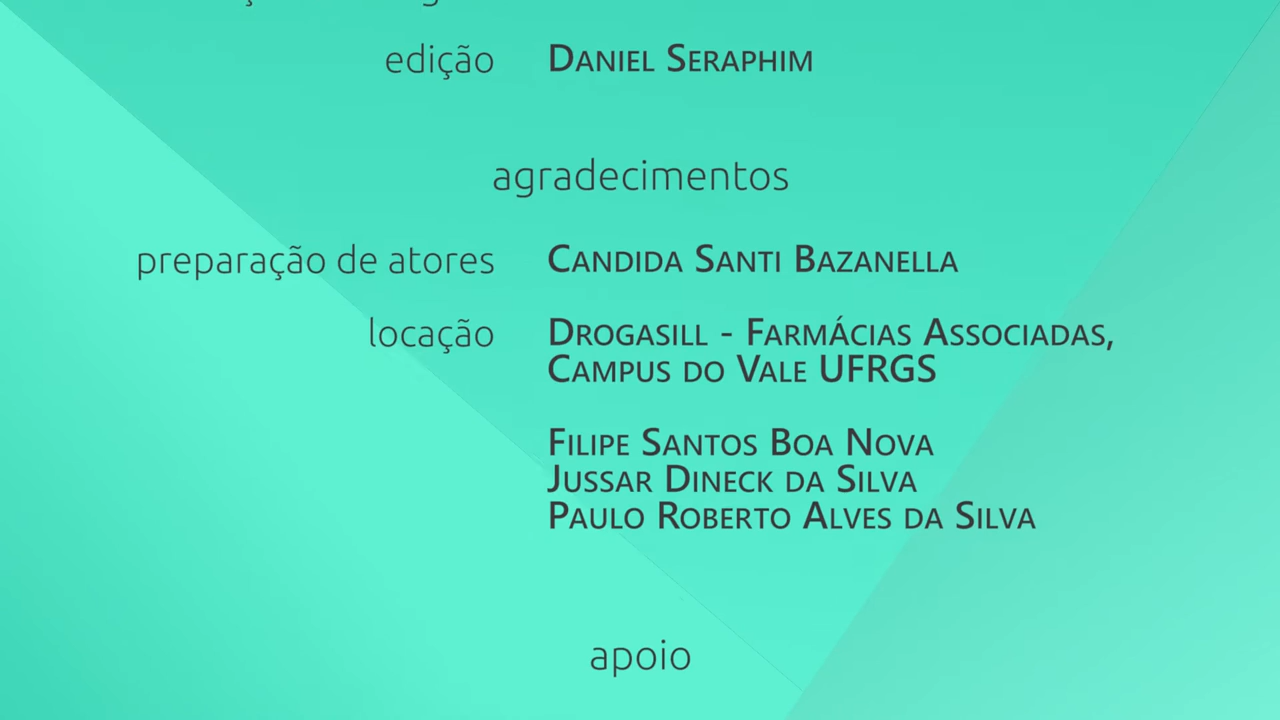 edição Daniel Seraphim
agradecimentos
preparação de atores Candida Santi Bazanella
locação Drogasill - Farmácias Associadas,
Campus do Vale UFRGS
Filipe Santos Boa Nova
Jussar Dineck da Silva
Paulo Roberto Alves da Silva
apoio